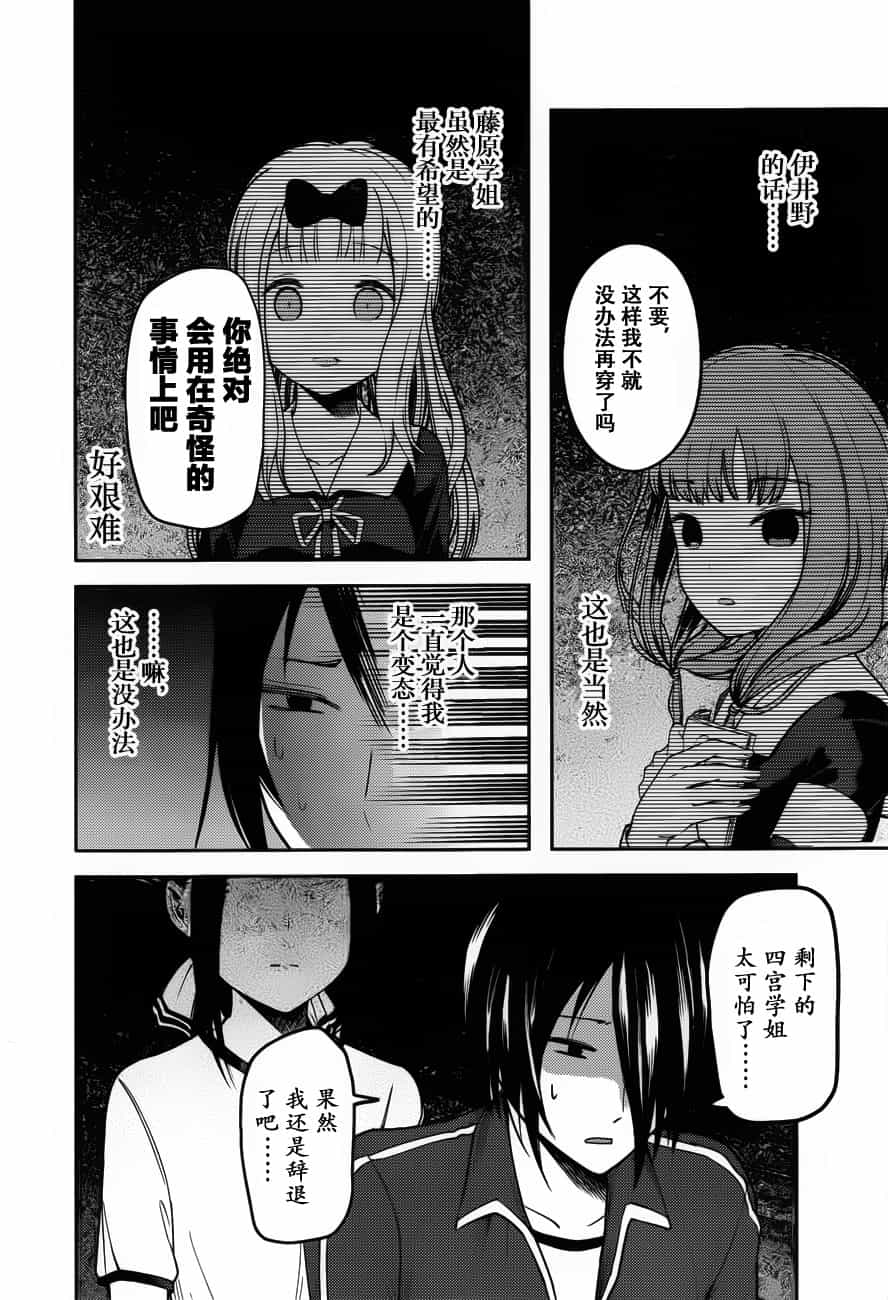 伊井野
的话……
不要，
这样我不就
没办法再穿了吗
这也是当然
藤原学姐
虽然是
最有希望的……
你绝对
会用在奇怪的
事情上吧
好艰难
那个人
一直觉得我
是个变态……
……嘛，
这也是没办法
剩下的
四宫学姐
太可怕了……
果然
我还是辞退
了吧……